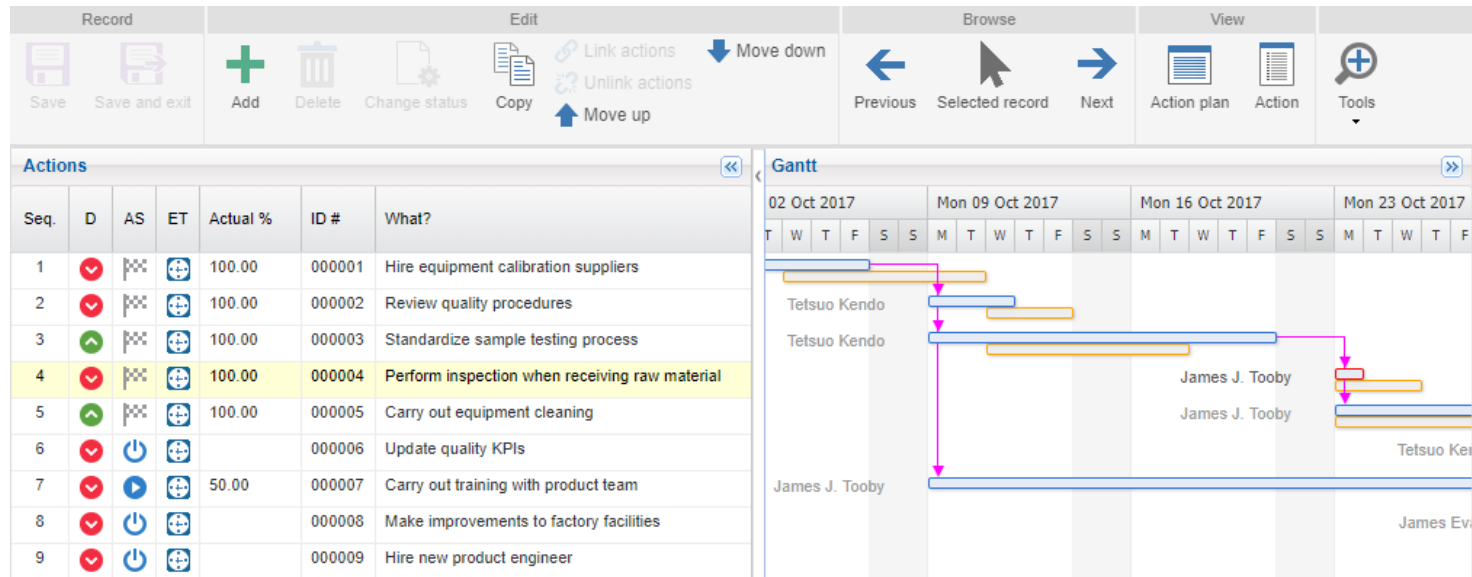 Record Edit Browse View
Save
Save and exit
Add
Delete
Change status
Copy
Link actions
Unlink actions
Move up
Move down
Previous
Selected record
Next
Action plan
Action
Tools
Actions
Seq. D AS ET Actual % ID # What?
1 100.00 000001 Hire equipment calibration suppliers
2 100.00 000002 Review quality procedures
3 100.00 000003 Standardize sample testing process
4 100.00 000004 Perform inspection when receiving raw material
5 100.00 000005 Carry out equipment cleaning
6 000006 Update quality KPIs
7 50.00 000007 Carry out training with product team
8 000008 Make improvements to factory facilities
9 000009 Hire new product engineer
Gantt
02 Oct 2017 Mon 09 Oct 2017 Mon 16 Oct 2017 Mon 23 Oct 2017
T W T F S S M T W T F S S M T W T F S S M T W T F
Tetsuo Kendo
Tetsuo Kendo
James J. Tooby
James J. Tooby
Tetsuo Ke
James J. Tooby
James Ev